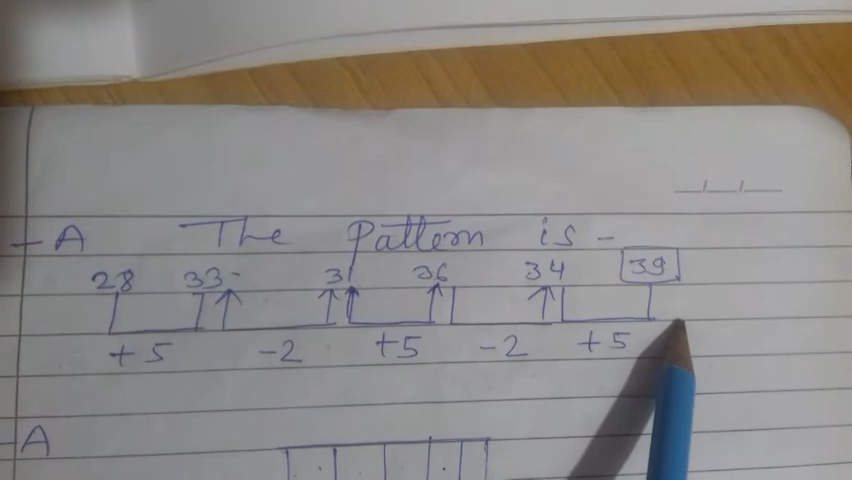 -A The Pattern is -
28 33- 31 36 34 39
+5 -2 +5 -2 +5
-A